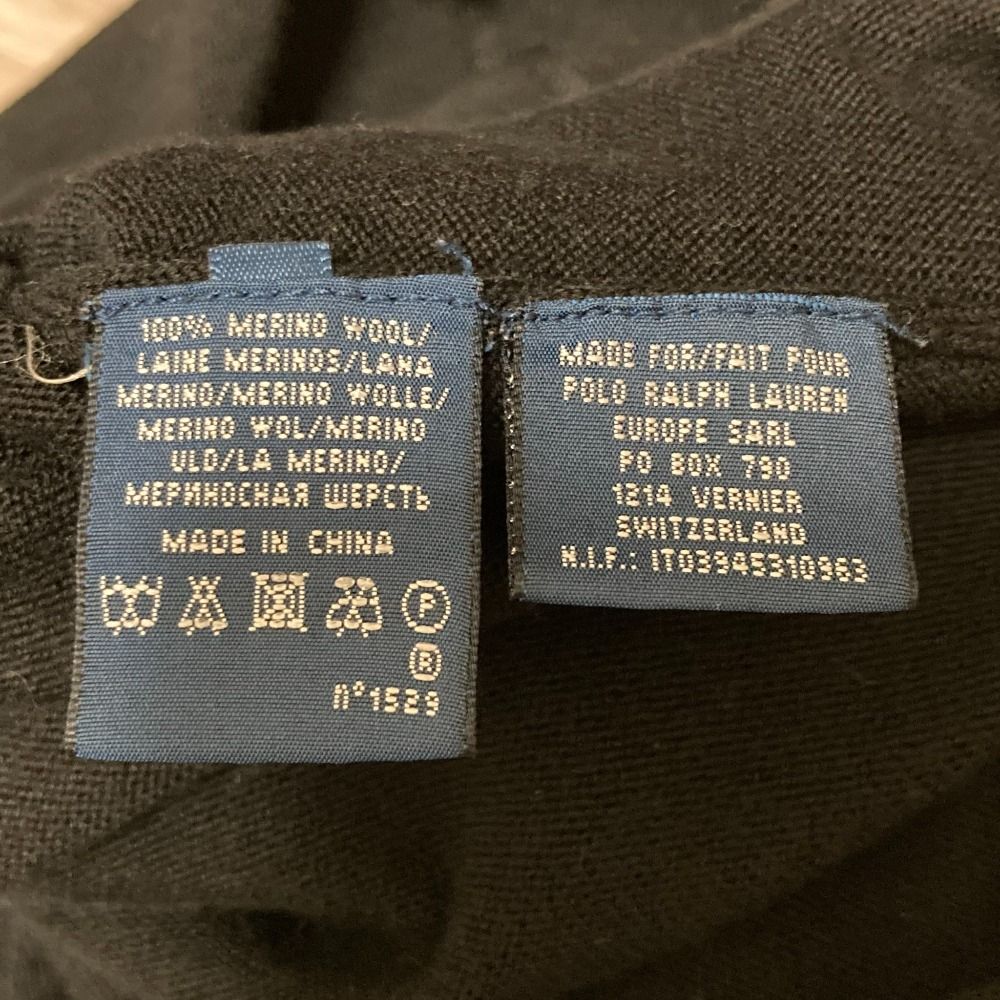 100% MERINO WOOL/
LAINE MERINOS/LANA
MERINO/MERINO WOLLE/
MERINO WOL/MERINO
ULD/LA MERINO/
МЕРИНОСНАЯ ШЕРСТЬ
MADE IN CHINA
P
R
n°1529
MADE FOR/FAIT POUR
POLO RALPH LAUREN
EUROPE SARL
PO BOX 790
1214 VERNIER
SWITZERLAND
N.I.F.: IT03945310963